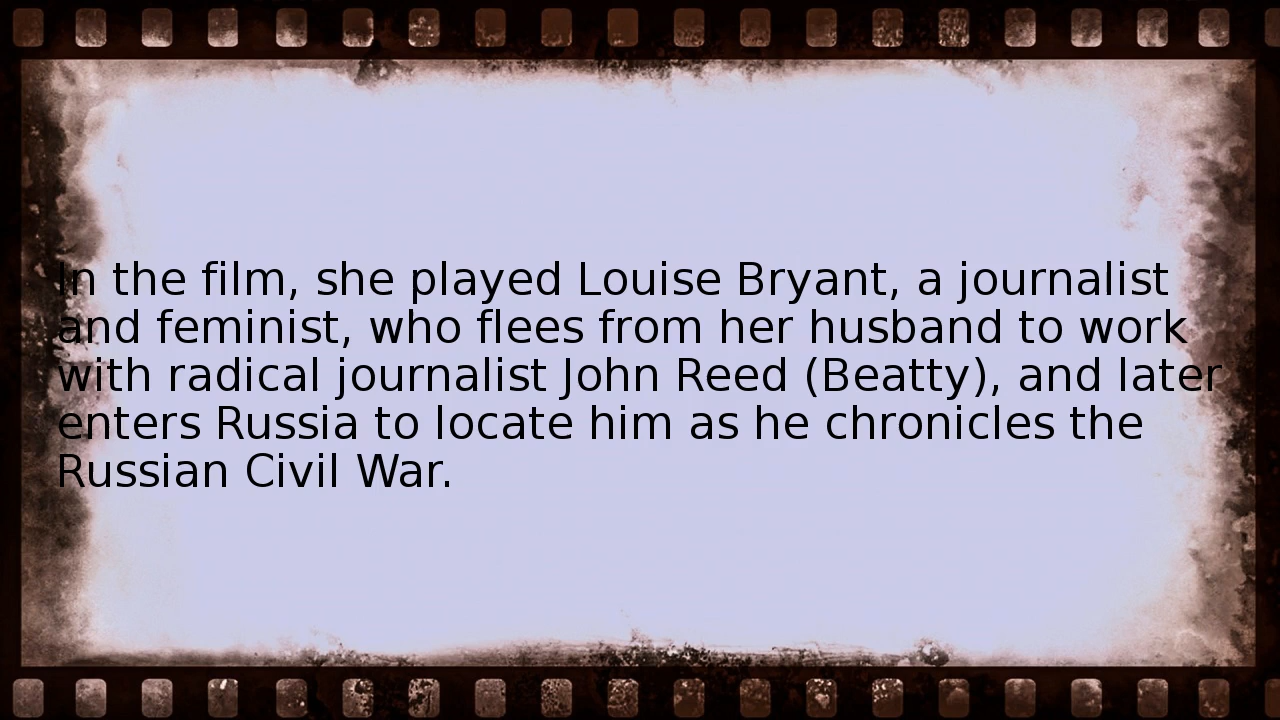 In the film, she played Louise Bryant, a journalist
and feminist, who flees from her husband to work
with radical journalist John Reed (Beatty), and later
enters Russia to locate him as he chronicles the
Russian Civil War.